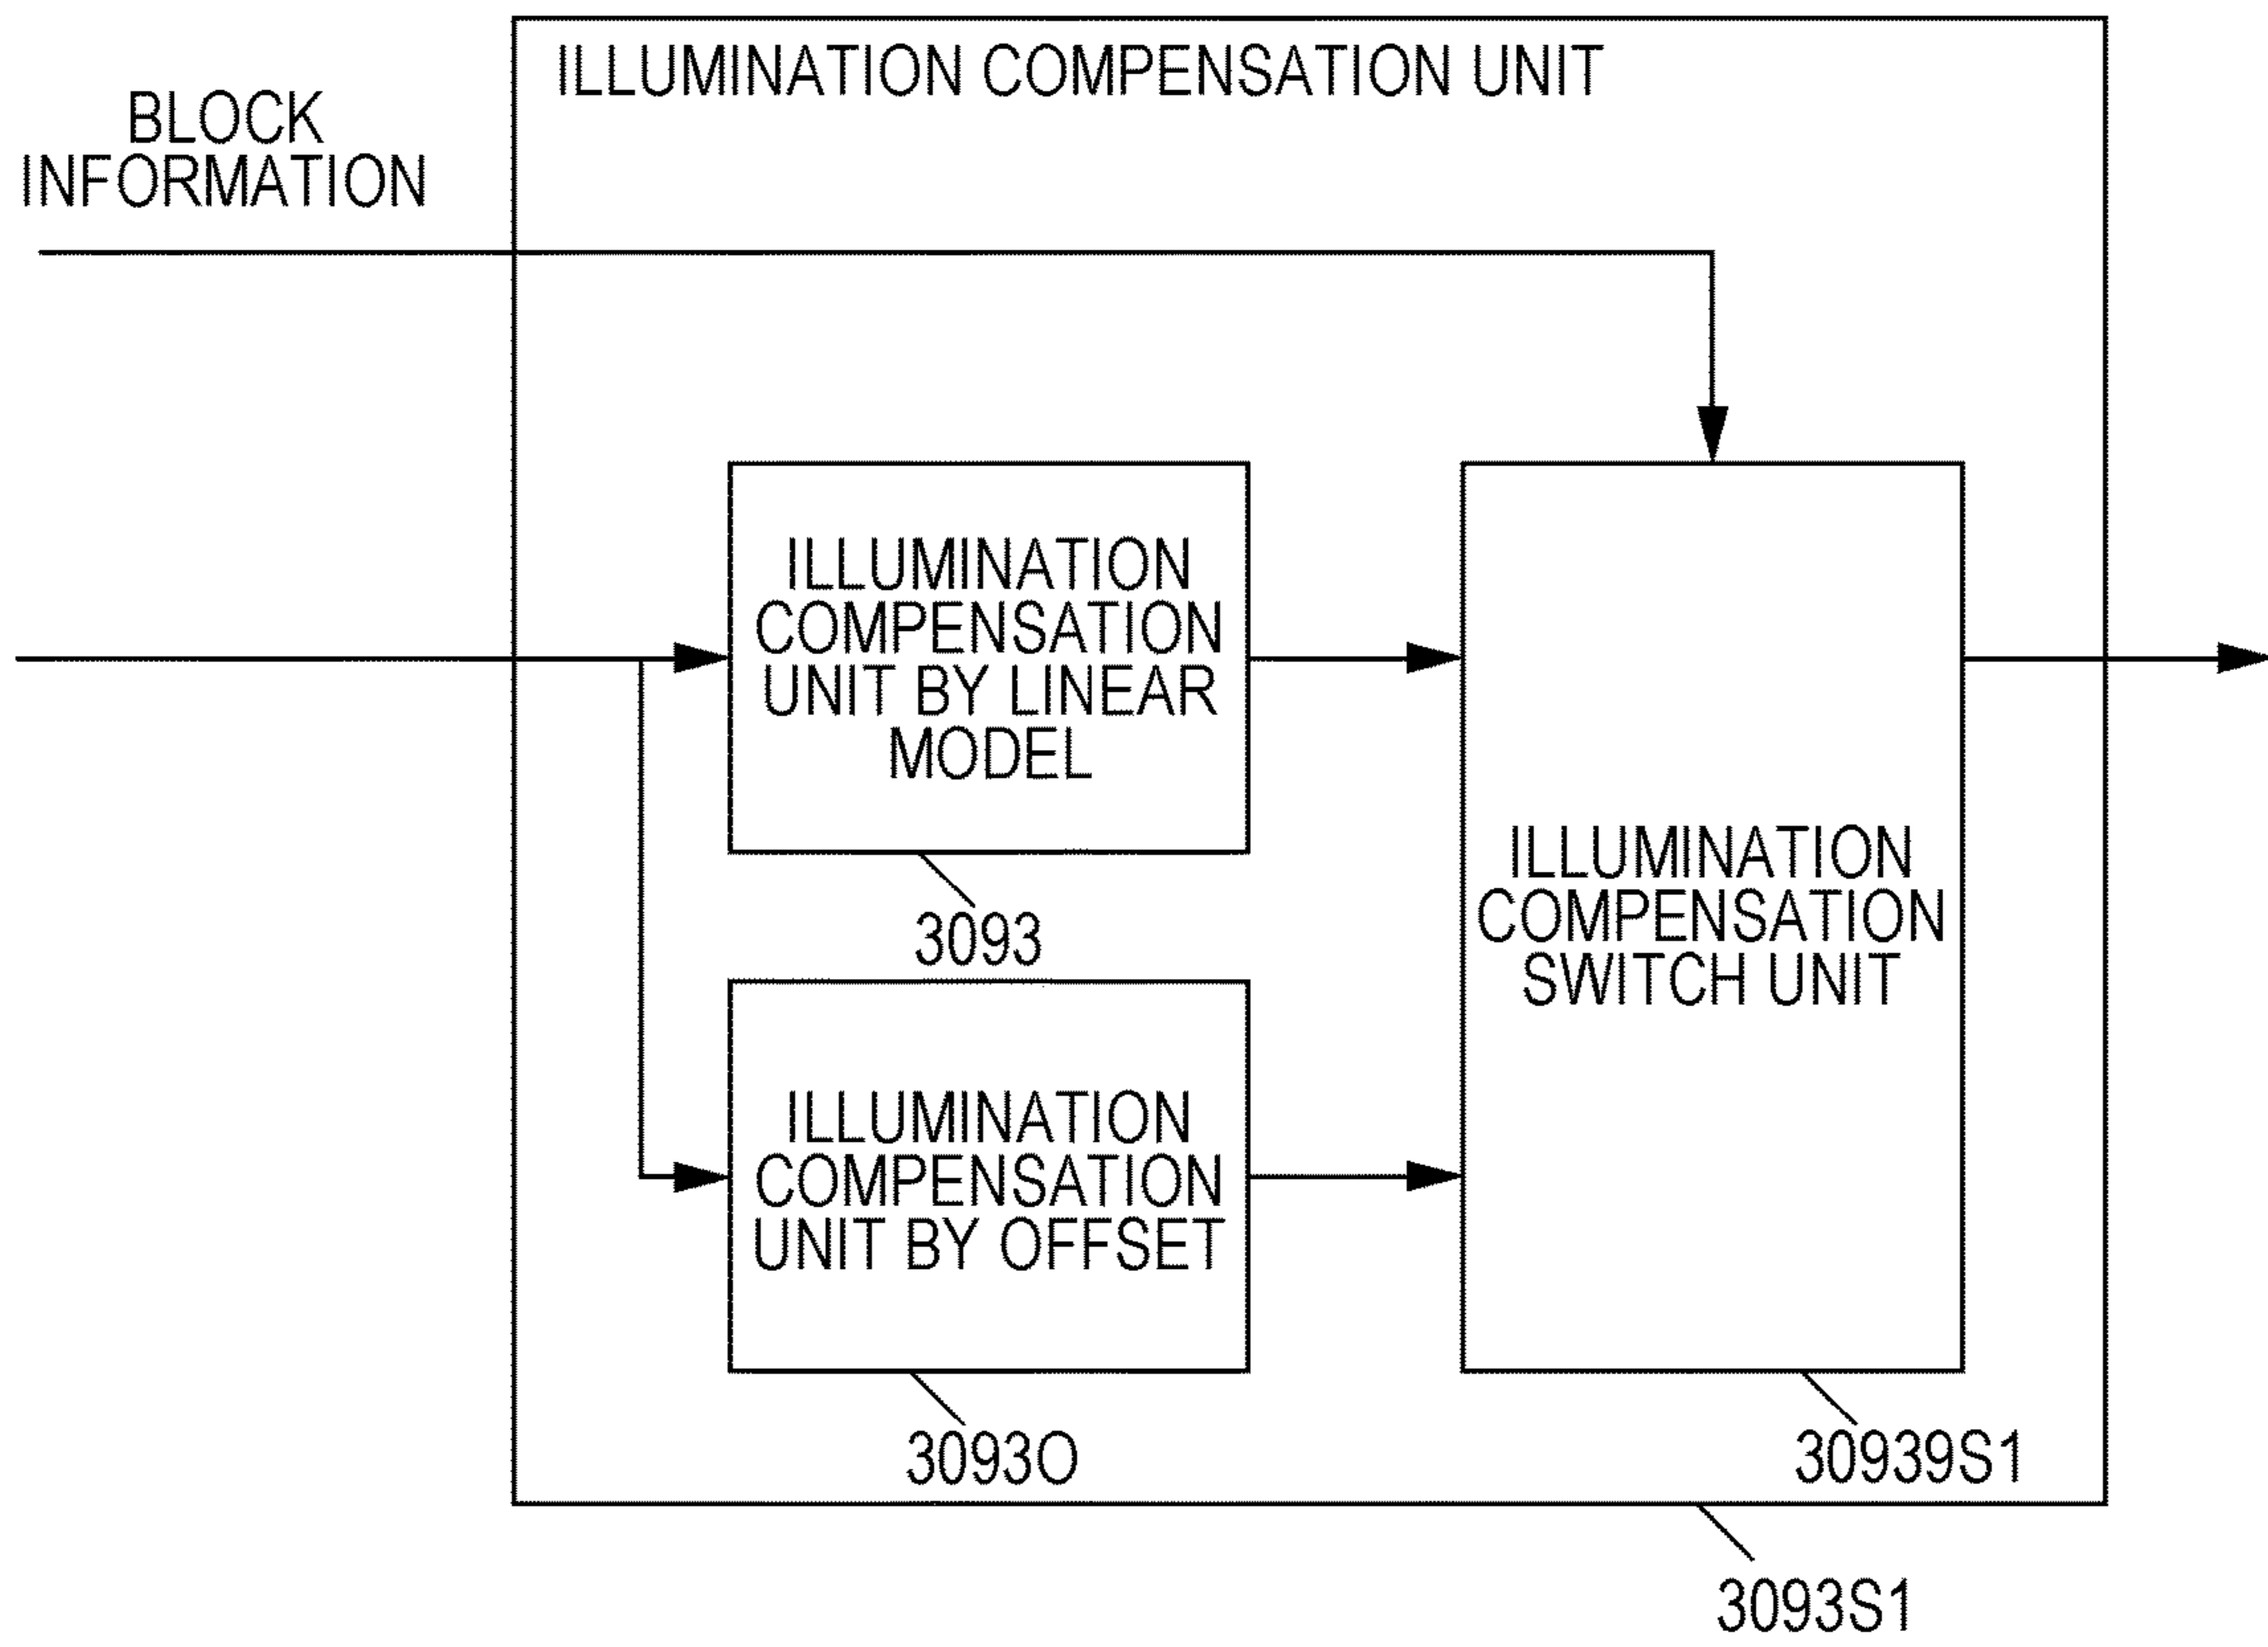 ILLUMINATION COMPENSATION UNIT
BLOCK
INFORMATION
ILLUMINATION
COMPENSATION
UNIT BY LINEAR
MODEL
3093
ILLUMINATION
COMPENSATION
SWITCH UNIT
ILLUMINATION
COMPENSATION
UNIT BY OFFSET
3093O
30939S1
3093S1